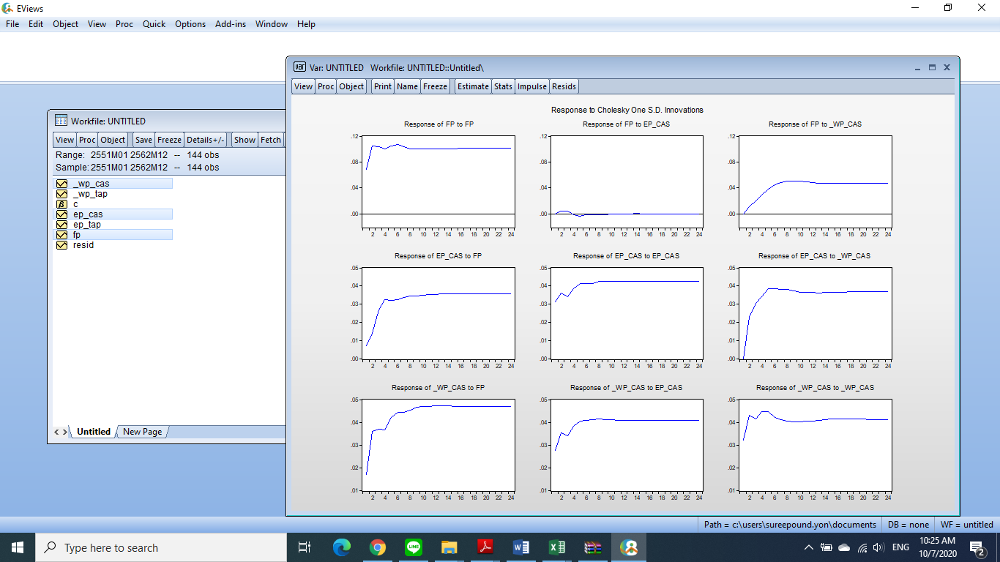 EViews
File Edit Object View Proc Quick Options Add-ins Window Help
Var: UNTITLED Workfile: UNTITLED::Untitled\
View Proc Object Print Name Freeze Estimate Stats Impulse Resids
Workfile: UNTITLED
View Proc Object Save Freeze Details+/- Show Fetch
Range: 2551M01 2562M12 -- 144 obs
Sample: 2551M01 2562M12 -- 144 obs
_wp_cas
_wp_tap
c
ep_cas
ep_tap
fp
resid
Untitled New Page
Response to Cholesky One S.D. Innovations
Response of FP to FP
.12
.08
.04
.00
2 4 6 8 10 12 14 16 18 20 22 24
Response of FP to EP_CAS
.12
.08
.04
.00
2 4 6 8 10 12 14 16 18 20 22 24
Response of FP to _WP_CAS
.12
.08
.04
.00
2 4 6 8 10 12 14 16 18 20 22 24
Response of EP_CAS to FP
.05
.04
.03
.02
.01
.00
2 4 6 8 10 12 14 16 18 20 22 24
Response of EP_CAS to EP_CAS
.05
.04
.03
.02
.01
.00
2 4 6 8 10 12 14 16 18 20 22 24
Response of EP_CAS to _WP_CAS
.05
.04
.03
.02
.01
.00
2 4 6 8 10 12 14 16 18 20 22 24
Response of _WP_CAS to FP
.05
.04
.03
.02
.01
2 4 6 8 10 12 14 16 18 20 22 24
Response of _WP_CAS to EP_CAS
.05
.04
.03
.02
.01
2 4 6 8 10 12 14 16 18 20 22 24
Response of _WP_CAS to _WP_CAS
.05
.04
.03
.02
.01
2 4 6 8 10 12 14 16 18 20 22 24
Path = c:\users\sureepound.yon\documents DB = none WF = untitled
Type here to search
LINE
ENG
10:25 AM
10/7/2020
2